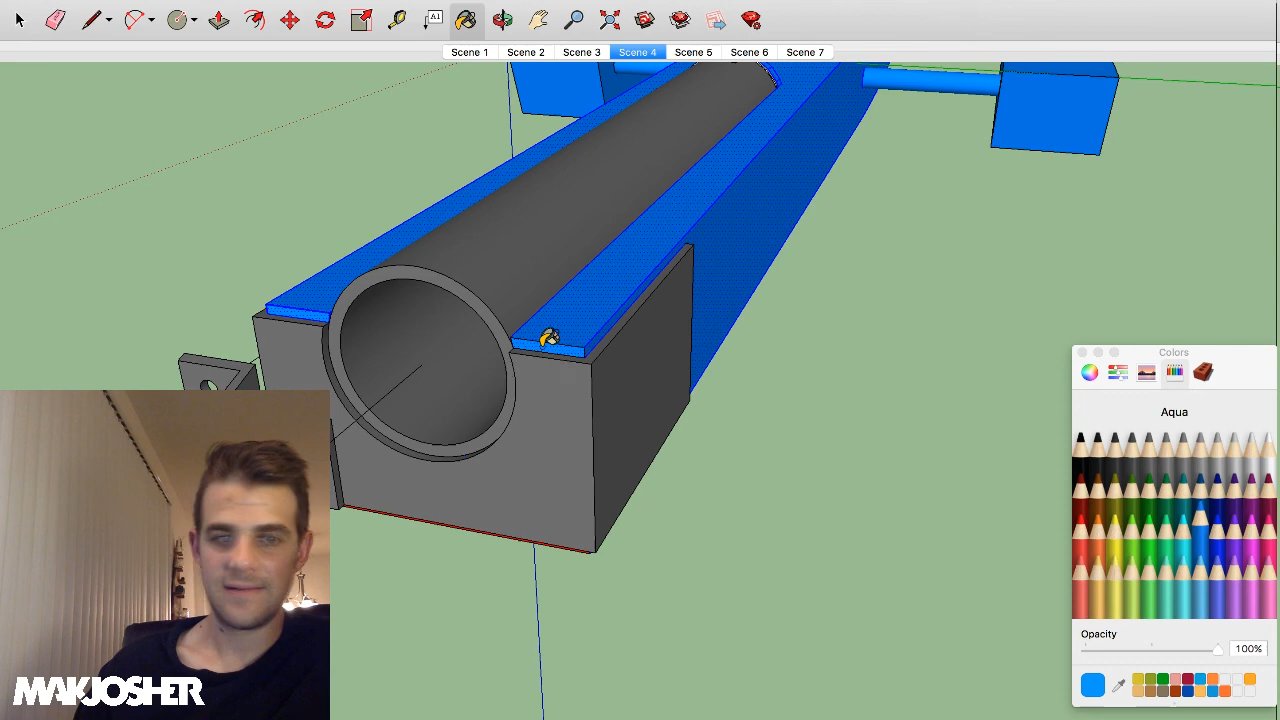 A1
Scene 1
Scene 2
Scene 3
Scene 4
Scene 5
Scene 6
Scene 7
Colors
Aqua
Opacity
100%
MAKJOSHER